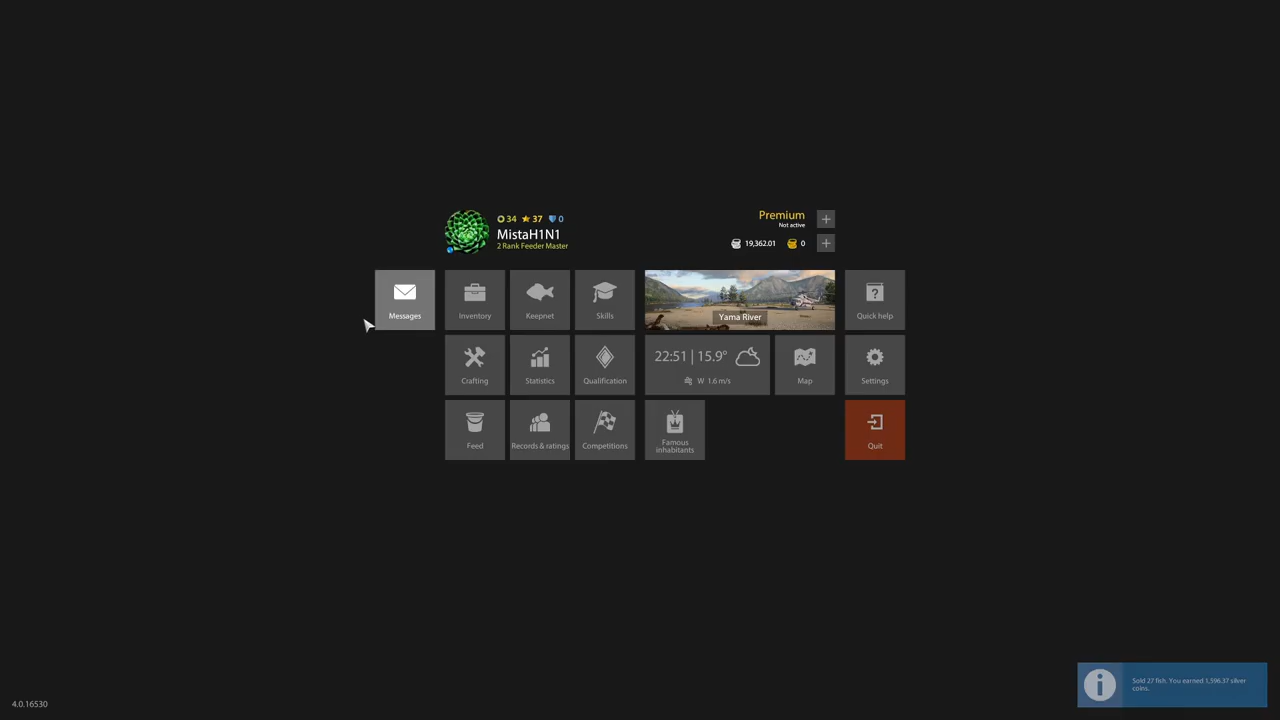 34 37 0
MistaH1N1
2 Rank Feeder Master
Premium
Not active
19,362.01 0
Messages
Inventory
Keepnet
Skills
Yama River
Quick help
Crafting
Statistics
Qualification
22:51 | 15.9°
W 1.6 m/s
Map
Settings
Feed
Records & ratings
Competitions
Famous
inhabitants
Quit
Sold 27 fish. You earned 1,596.37 silver
coins.
4.0.16530